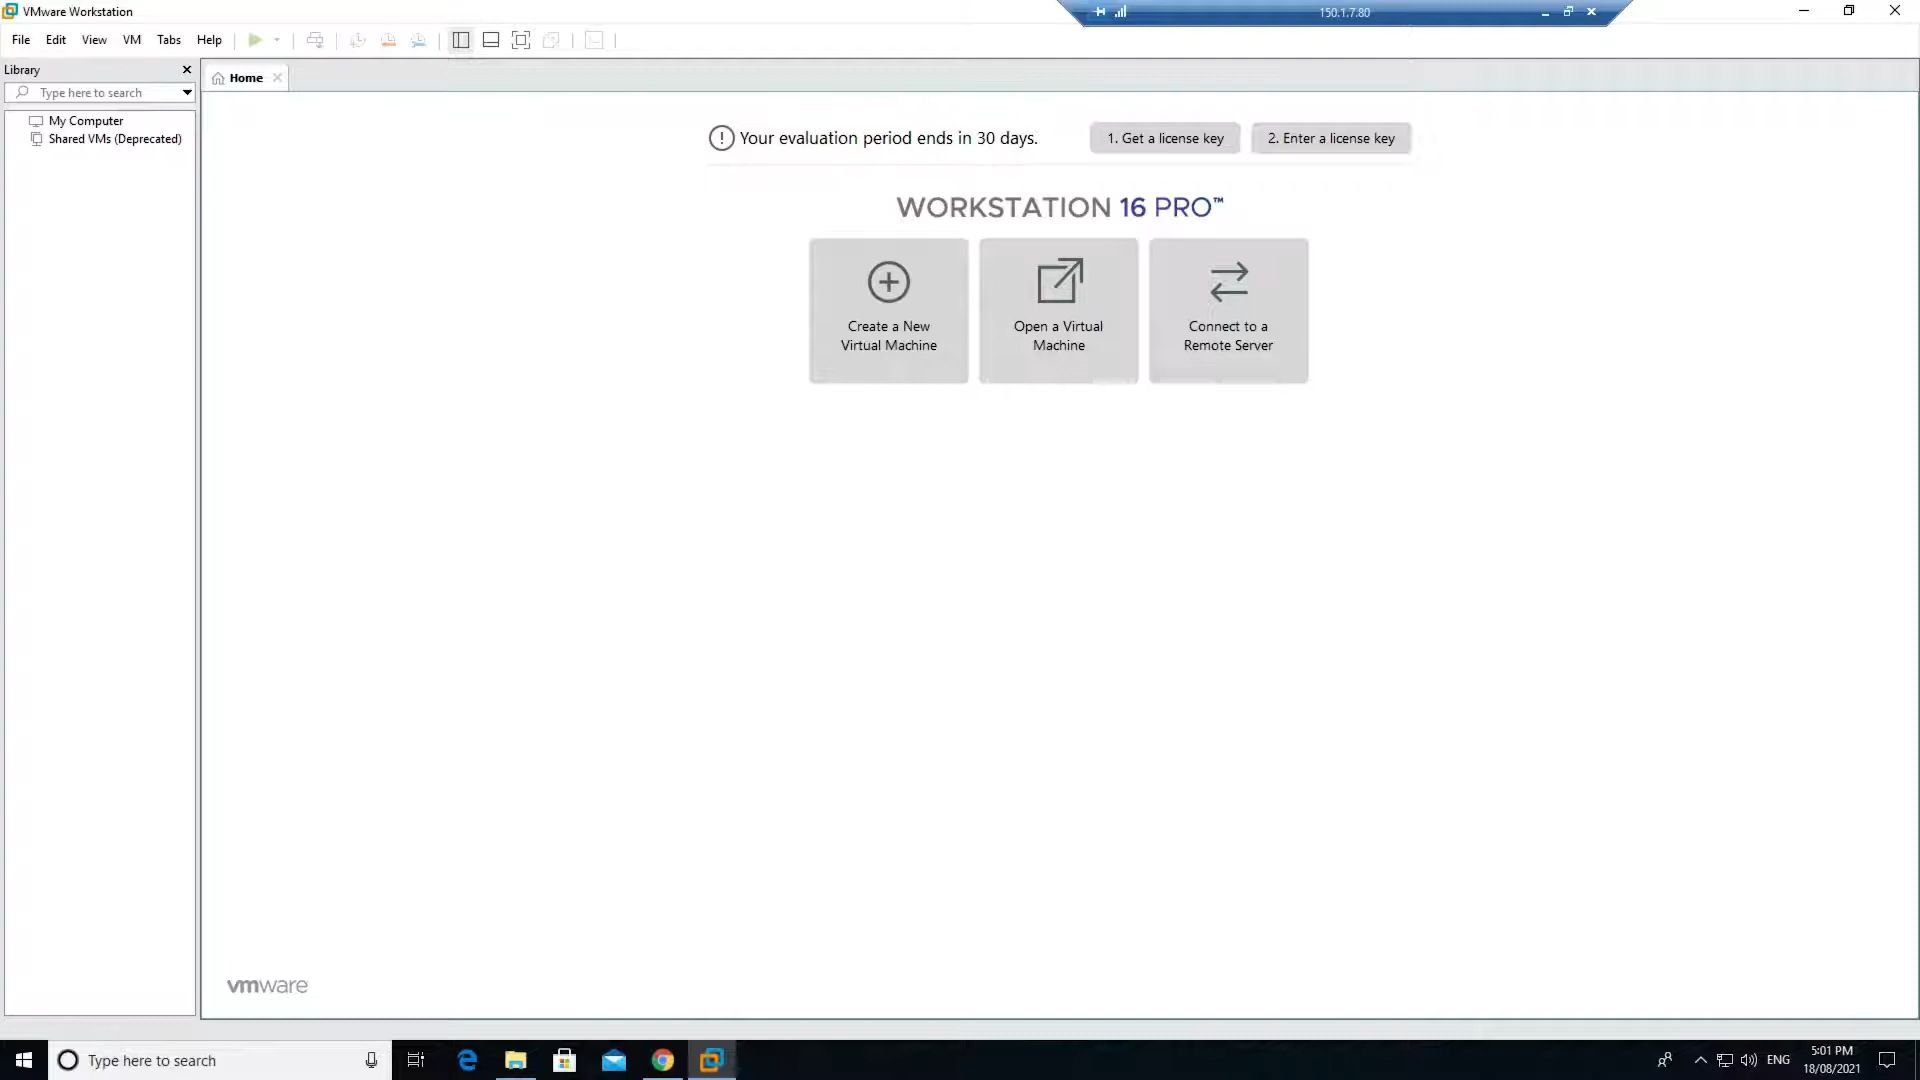 VMware Workstation
150.1.7.80
File Edit View VM Tabs Help
Library
Type here to search
My Computer
Shared VMs (Deprecated)
Home
Your evaluation period ends in 30 days.
1. Get a license key
2. Enter a license key
WORKSTATION 16 PRO™
Create a New
Virtual Machine
Open a Virtual
Machine
Connect to a
Remote Server
vmware
Type here to search
ENG
5:01 PM
18/08/2021